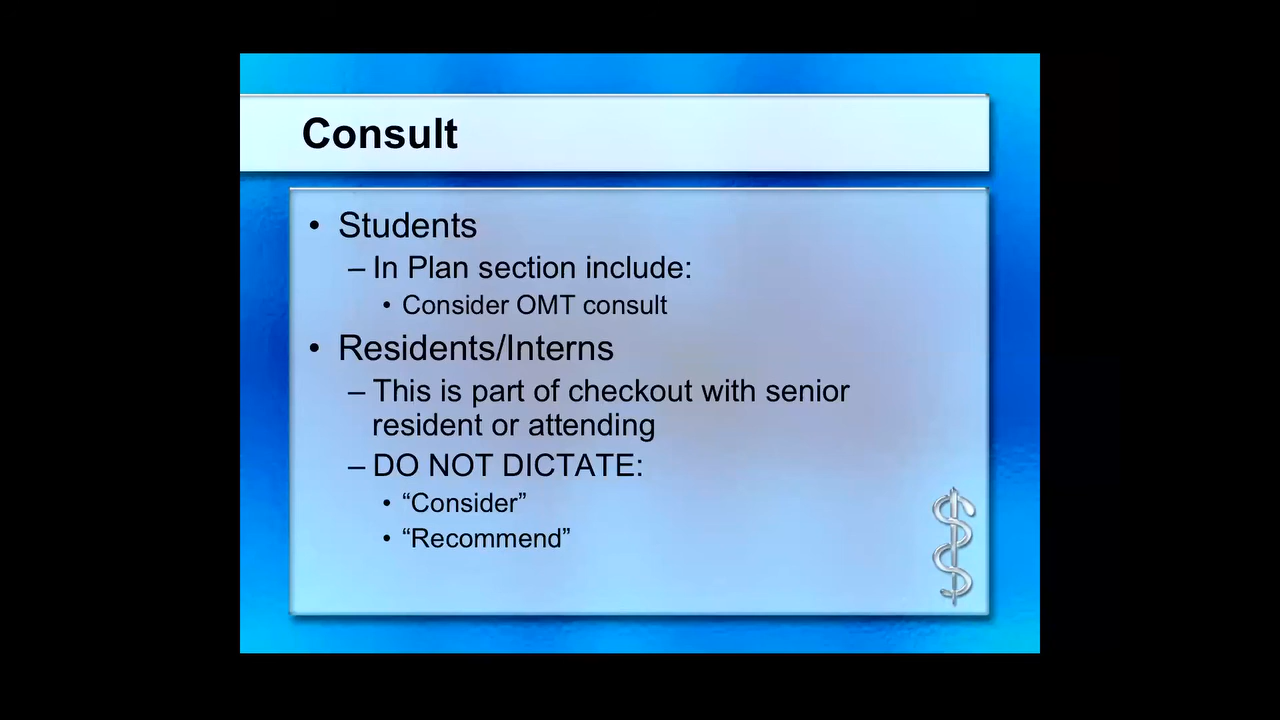 Consult
• Students
– In Plan section include:
• Consider OMT consult
• Residents/Interns
– This is part of checkout with senior
resident or attending
– DO NOT DICTATE:
• “Consider”
• “Recommend”